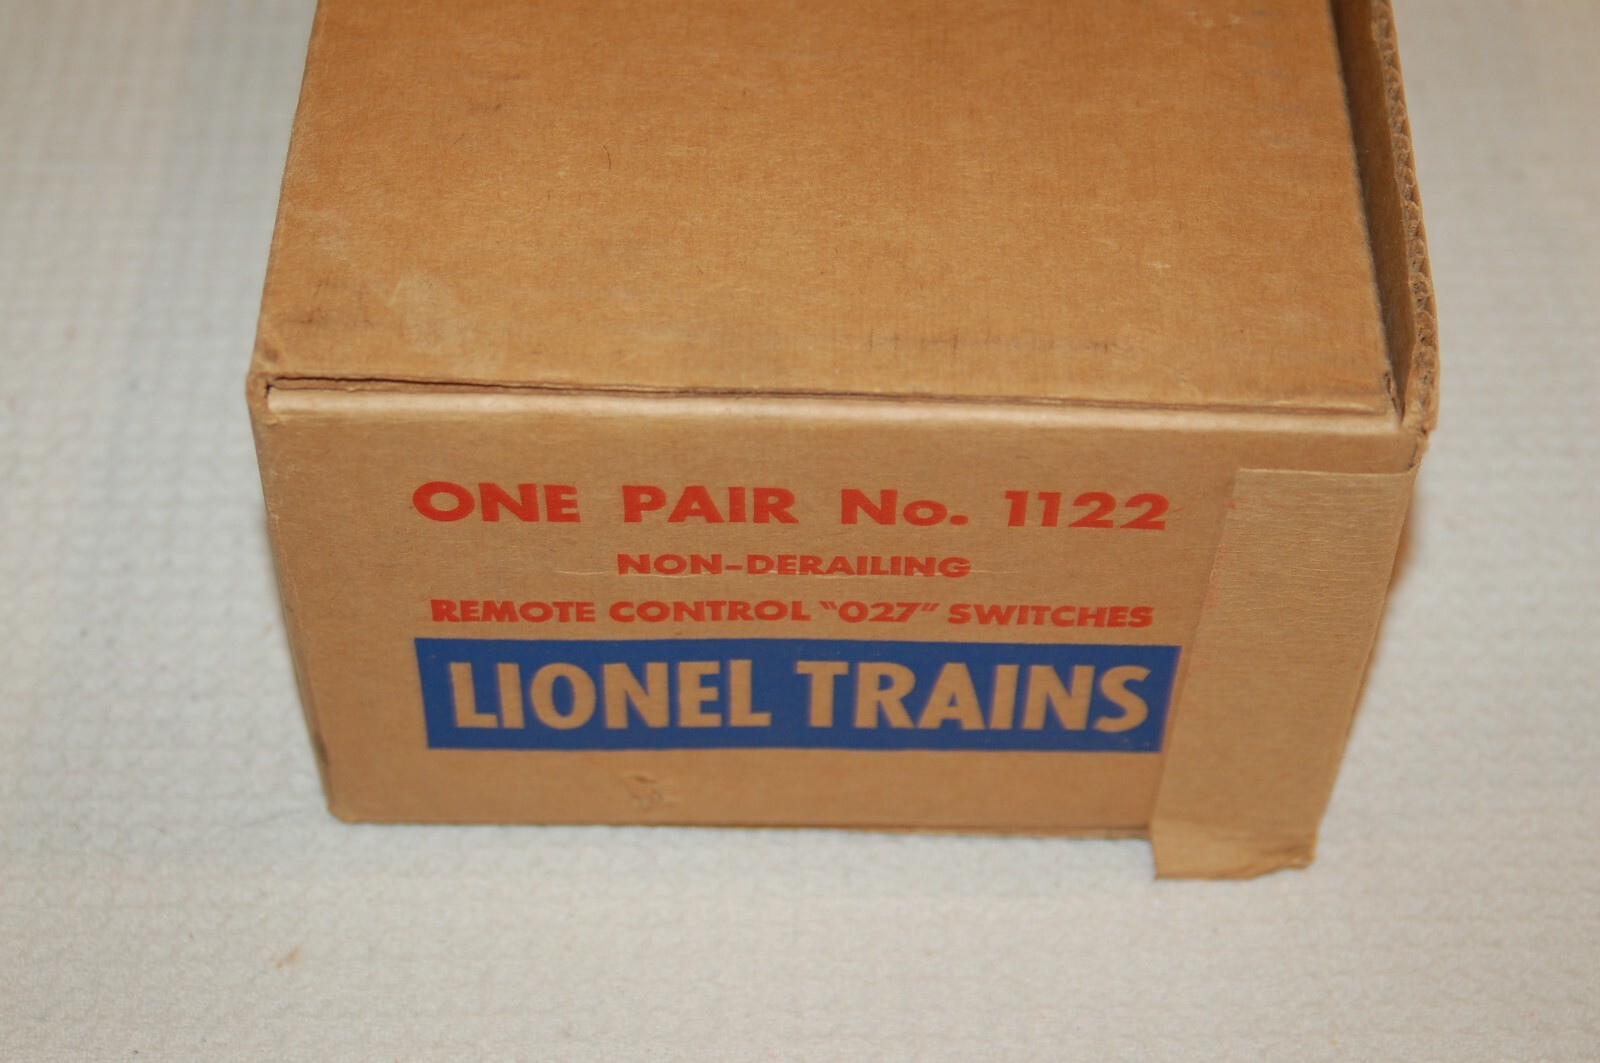 ONE PAIR No. 1122
NON-DERAILING
REMOTE CONTROL "027" SWITCHES
LIONEL TRAINS